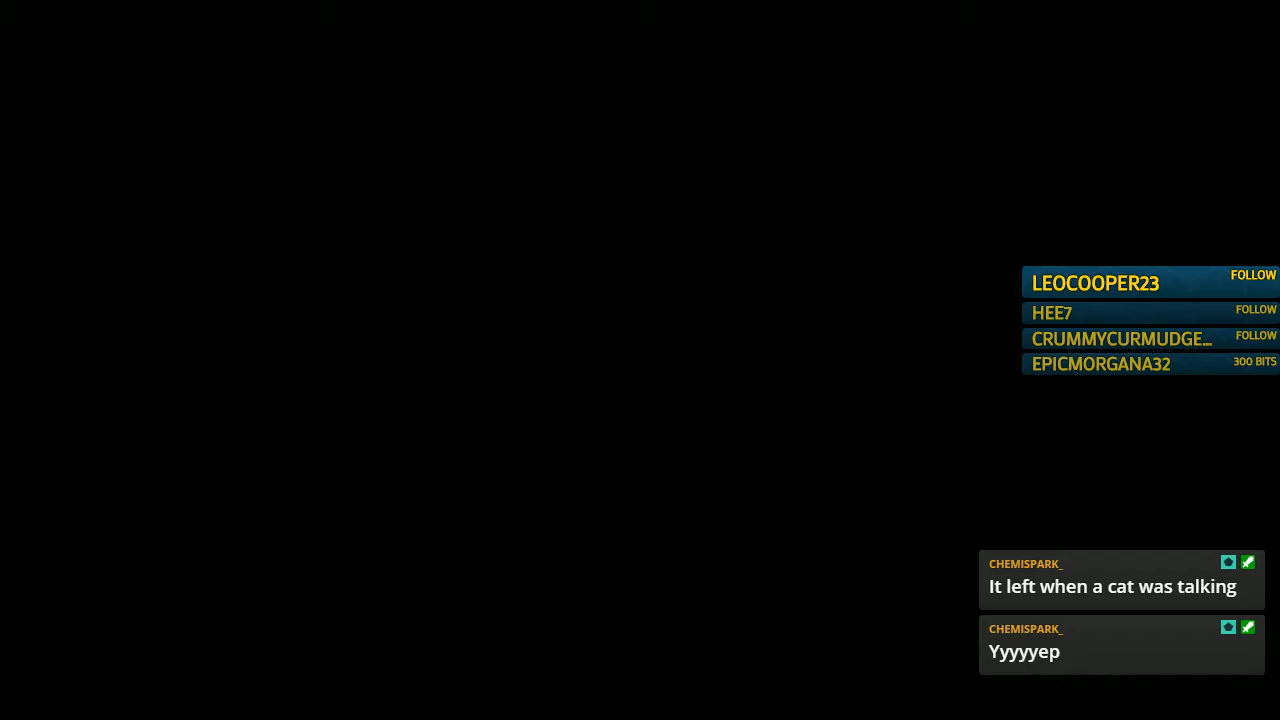 LEOCOOPER23 FOLLOW
HEE7 FOLLOW
CRUMMYCURMUDGE... FOLLOW
EPICMORGANA32 300 BITS
CHEMISPARK_
It left when a cat was talking
CHEMISPARK_
Yyyyyep